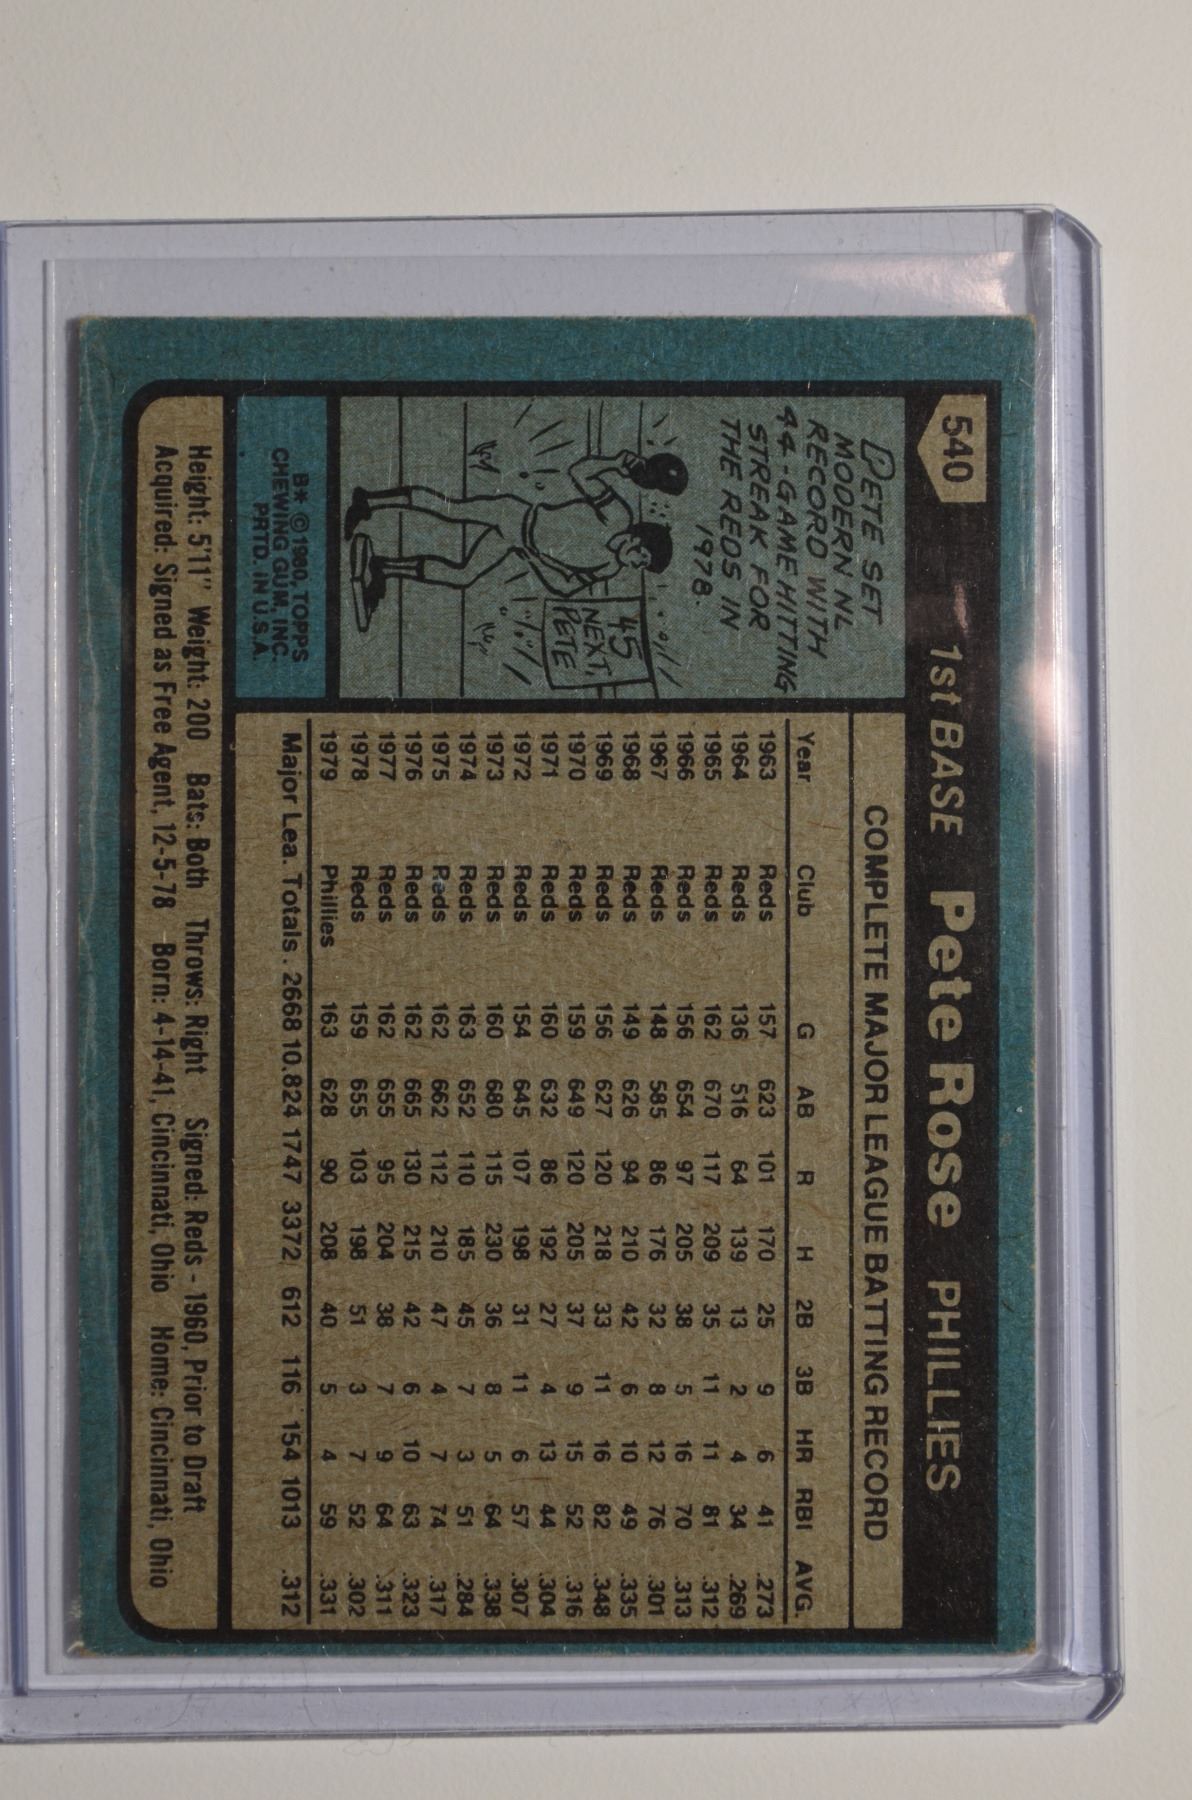 540
1st BASE Pete Rose PHILLIES
PETE SET
MODERN NL
RECORD WITH
44-GAME HITTING
STREAK FOR
THE REDS IN
1978.
45
NEXT,
PETE
B* ©1980, TOPPS
CHEWING GUM, INC.
PRTD. IN U.S.A.
COMPLETE MAJOR LEAGUE BATTING RECORD
Year Club G AB R H 2B 3B HR RBI AVG.
1963 Reds 157 623 101 170 25 9 6 41 .273
1964 Reds 136 516 64 139 13 2 4 34 .269
1965 Reds 162 670 117 209 35 11 11 81 .312
1966 Reds 156 654 97 205 38 5 16 70 .313
1967 Reds 148 585 86 176 32 8 12 76 .301
1968 Reds 149 626 94 210 42 6 10 49 .335
1969 Reds 156 627 120 218 33 11 16 82 .348
1970 Reds 159 649 120 205 37 9 15 52 .316
1971 Reds 160 632 86 192 27 4 13 44 .304
1972 Reds 154 645 107 198 31 11 6 57 .307
1973 Reds 160 680 115 230 36 8 5 64 .338
1974 Reds 163 652 110 185 45 7 3 51 .284
1975 Reds 162 662 112 210 47 4 7 74 .317
1976 Reds 162 665 130 215 42 6 10 63 .323
1977 Reds 162 655 95 204 38 7 9 64 .311
1978 Reds 159 655 103 198 51 3 7 52 .302
1979 Phillies 163 628 90 208 40 5 4 59 .331
Major Lea. Totals . 2668 10.824 1747 3372 612 116 154 1013 .312
Height: 5'11" Weight: 200 Bats: Both Throws: Right Signed: Reds - 1960, Prior to Draft
Acquired: Signed as Free Agent, 12-5-78 Born: 4-14-41, Cincinnati, Ohio Home: Cincinnati, Ohio